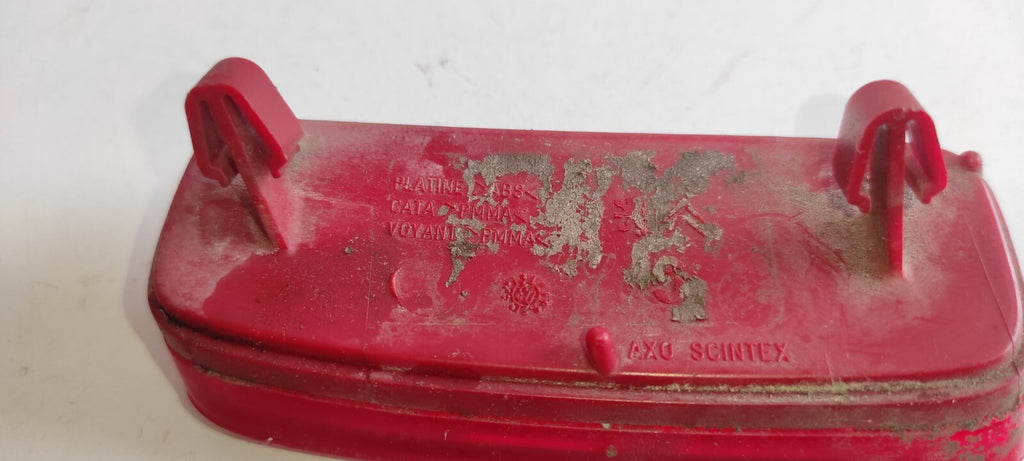 PLATINE >ABS<
CATA >PMMA<
VOYANT >PMMA<
AXO SCINTEX